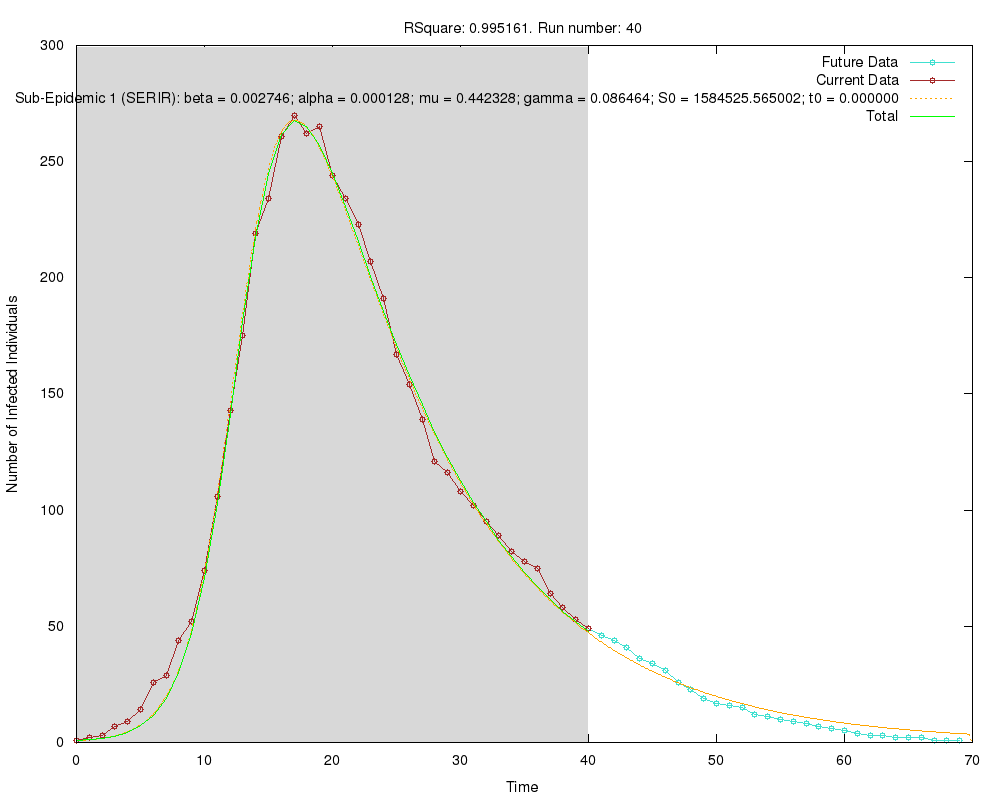 RSquare: 0.995161. Run number: 40
300
250
200
150
100
50
0
Number of Infected Individuals
Future Data
Current Data
Sub-Epidemic 1 (SERIR): beta = 0.002746; alpha = 0.000128; mu = 0.442328; gamma = 0.086464; S0 = 1584525.565002; t0 = 0.000000
Total
0 10 20 30 40 50 60 70
Time